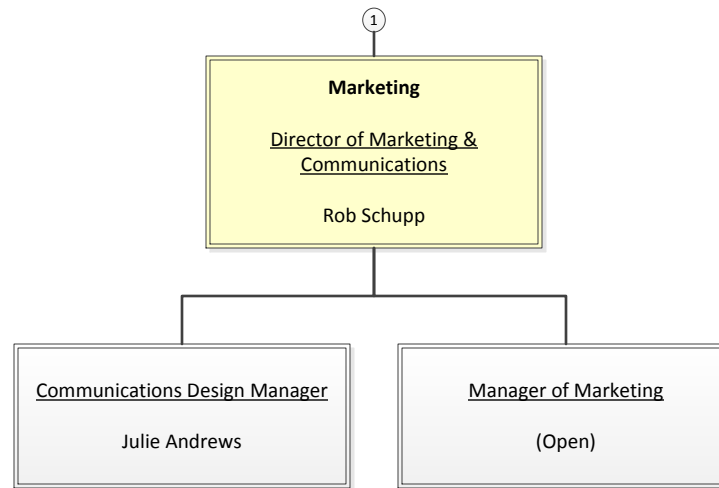 1
Marketing
Director of Marketing &
Communications
Rob Schupp
Communications Design Manager
Julie Andrews
Manager of Marketing
(Open)